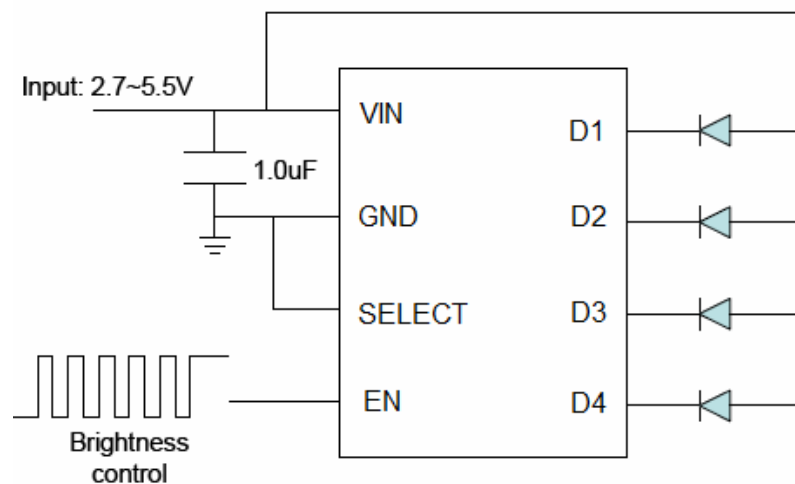 Input: 2.7~5.5V
VIN
D1
1.0uF
GND
D2
SELECT
D3
EN
D4
Brightness
control